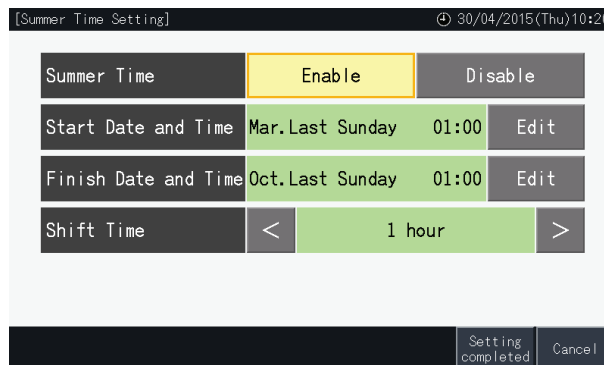 [Summer Time Setting] 30/04/2015(Thu)10:2
Summer Time Enable Disable
Start Date and Time Mar.Last Sunday 01:00 Edit
Finish Date and Time Oct.Last Sunday 01:00 Edit
Shift Time < 1 hour >
Setting
completed Cancel